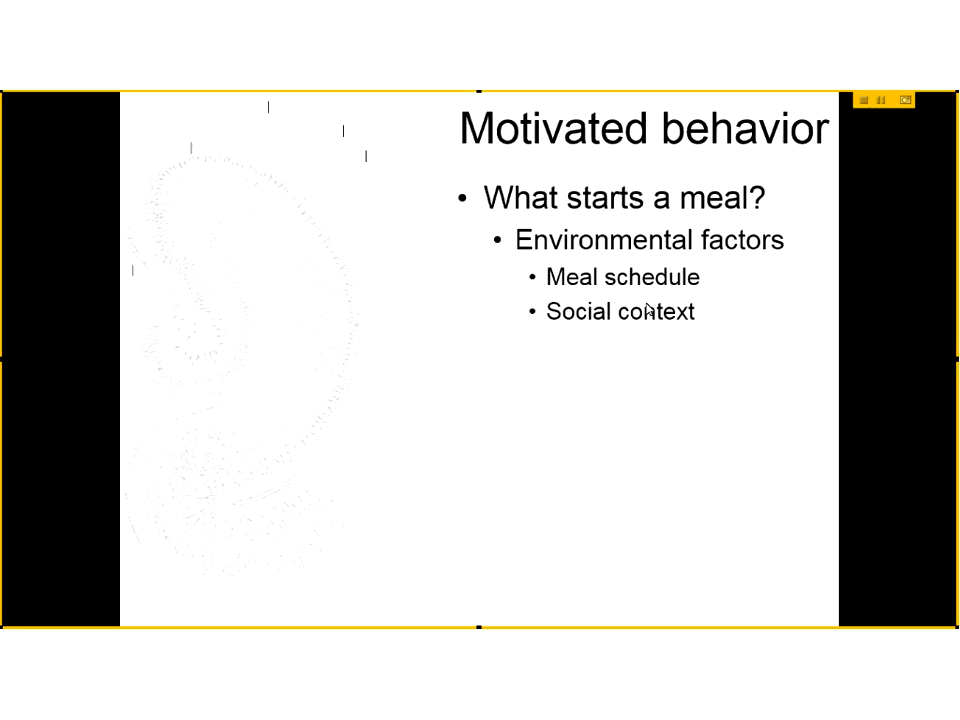 Motivated behavior
• What starts a meal?
• Environmental factors
• Meal schedule
• Social context